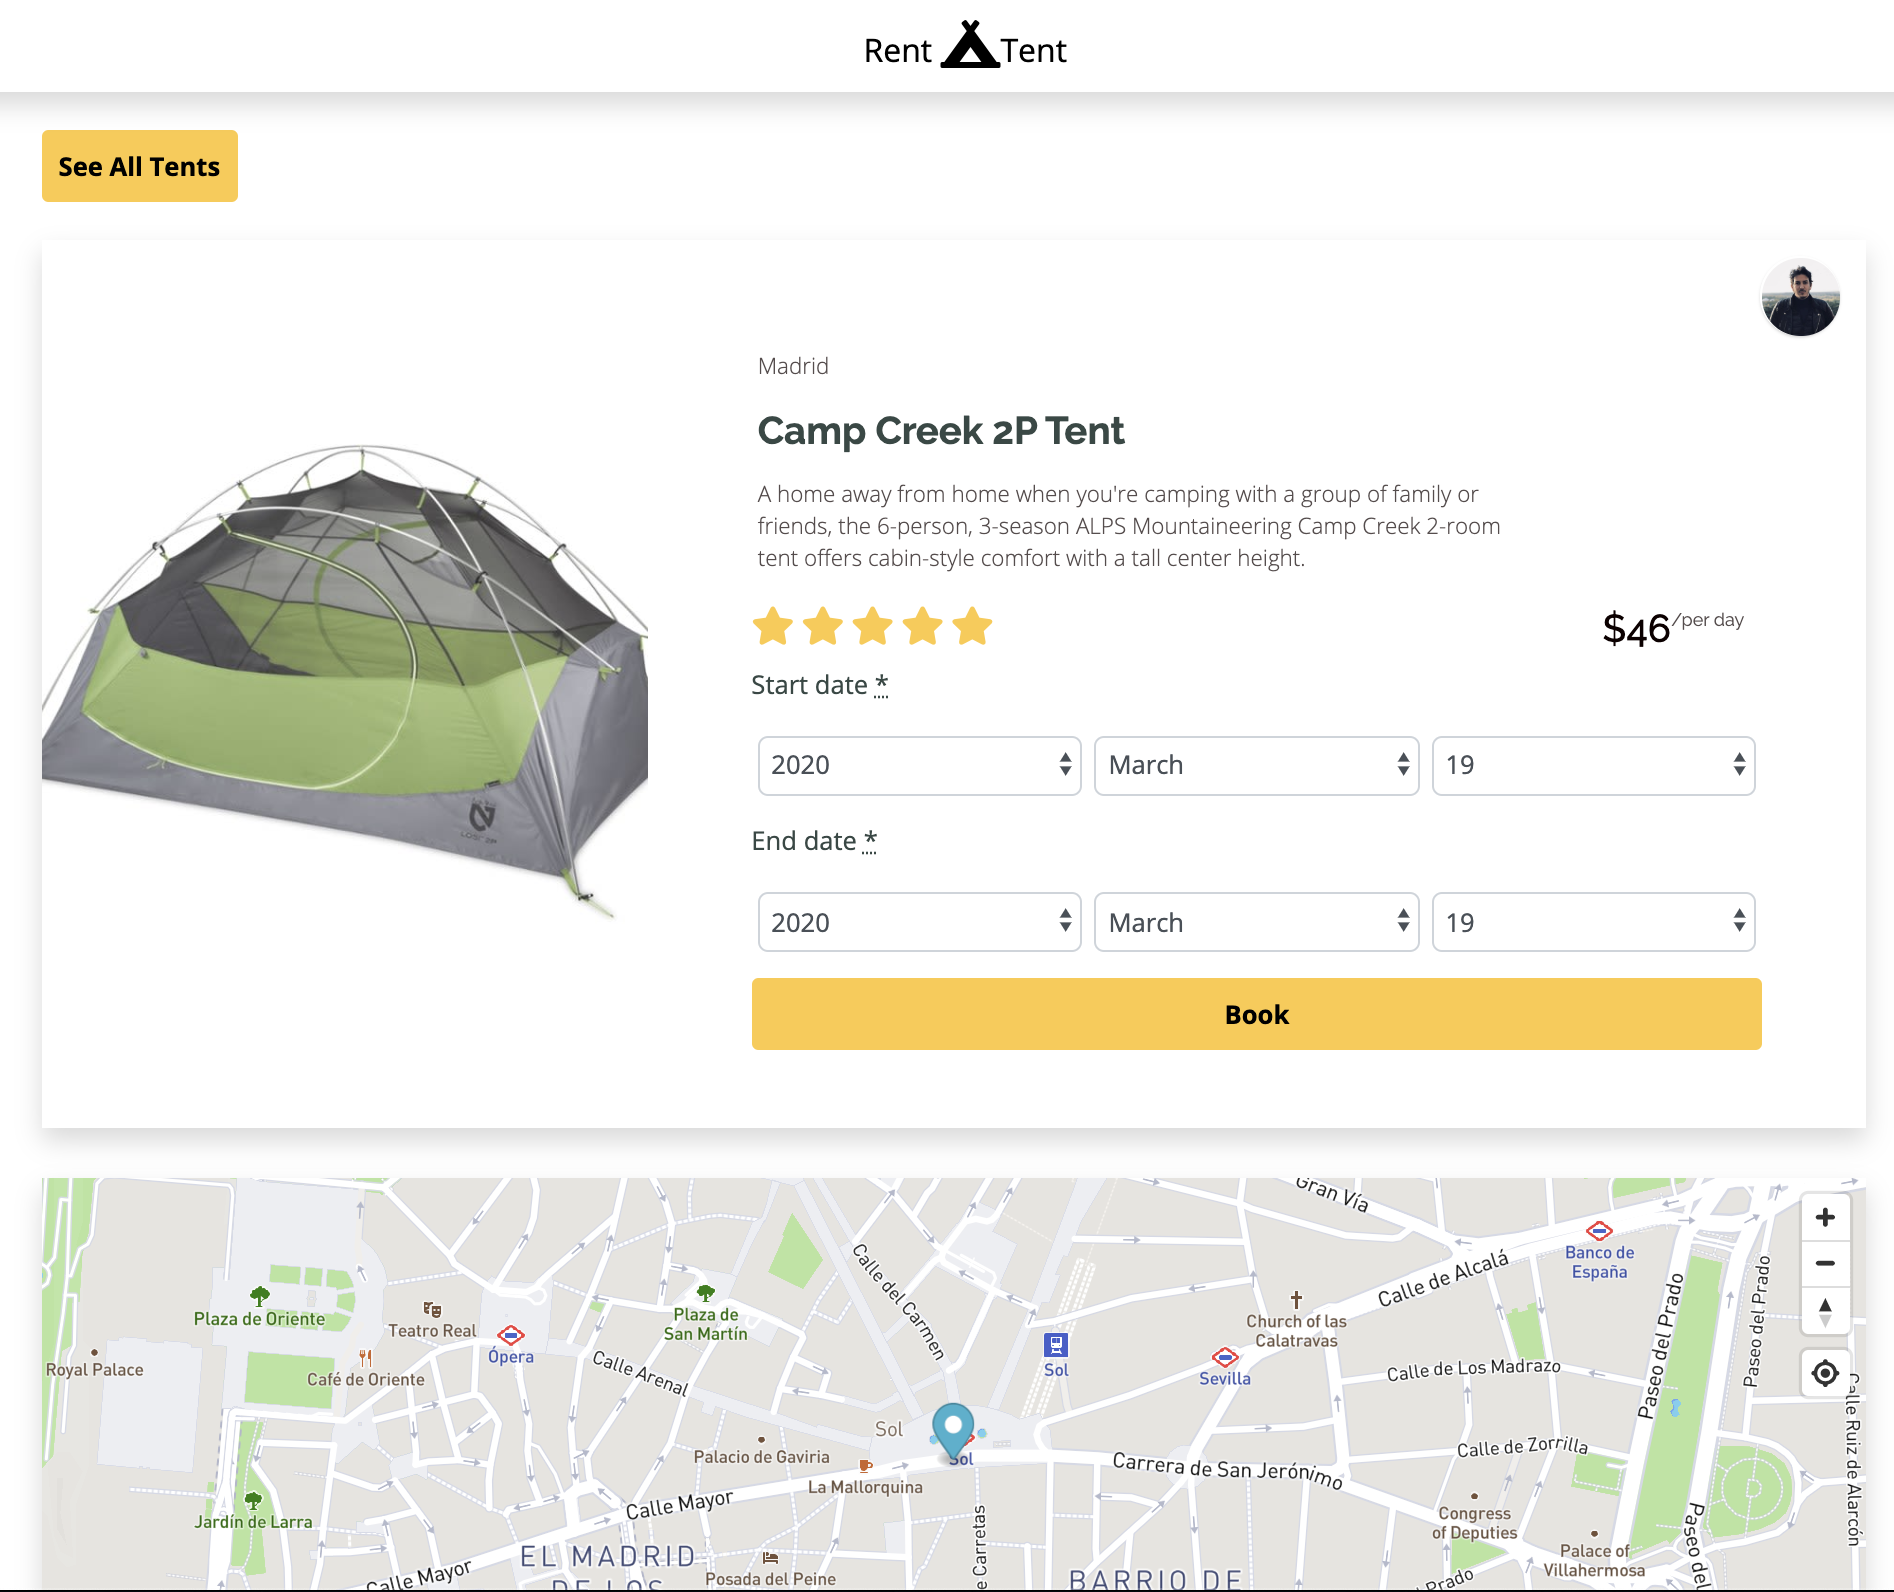 Rent Tent
See All Tents
Madrid
Camp Creek 2P Tent
A home away from home when you're camping with a group of family or
friends, the 6-person, 3-season ALPS Mountaineering Camp Creek 2-room
tent offers cabin-style comfort with a tall center height.
$46/per day
Start date *
2020 March 19
End date *
2020 March 19
Book
Gran Vía
Banco de
España
Calle de Alcalá
Calle del Carmen
Plaza de Oriente
Teatro Real
Ópera
Plaza de
San Martín
Church of las
Calatravas
Paseo del Prado
Paseo del Prado
Royal Palace
Café de Oriente
Calle Arenal
Sol
Sevilla
Calle de Los Madrazo
Calle Ruiz de Alarcón
Sol
Palacio de Gaviria
Sol
La Mallorquina
Carrera de San Jerónimo
Calle de Zorrilla
Calle Mayor
Jardín de Larra
e Carretas
Congress
of Deputies
Paseo del
EL MADRID
DE LOS
Calle Mayor
Posada del Peine
BARRIO DE
Palace of
Villahermosa
l Prado